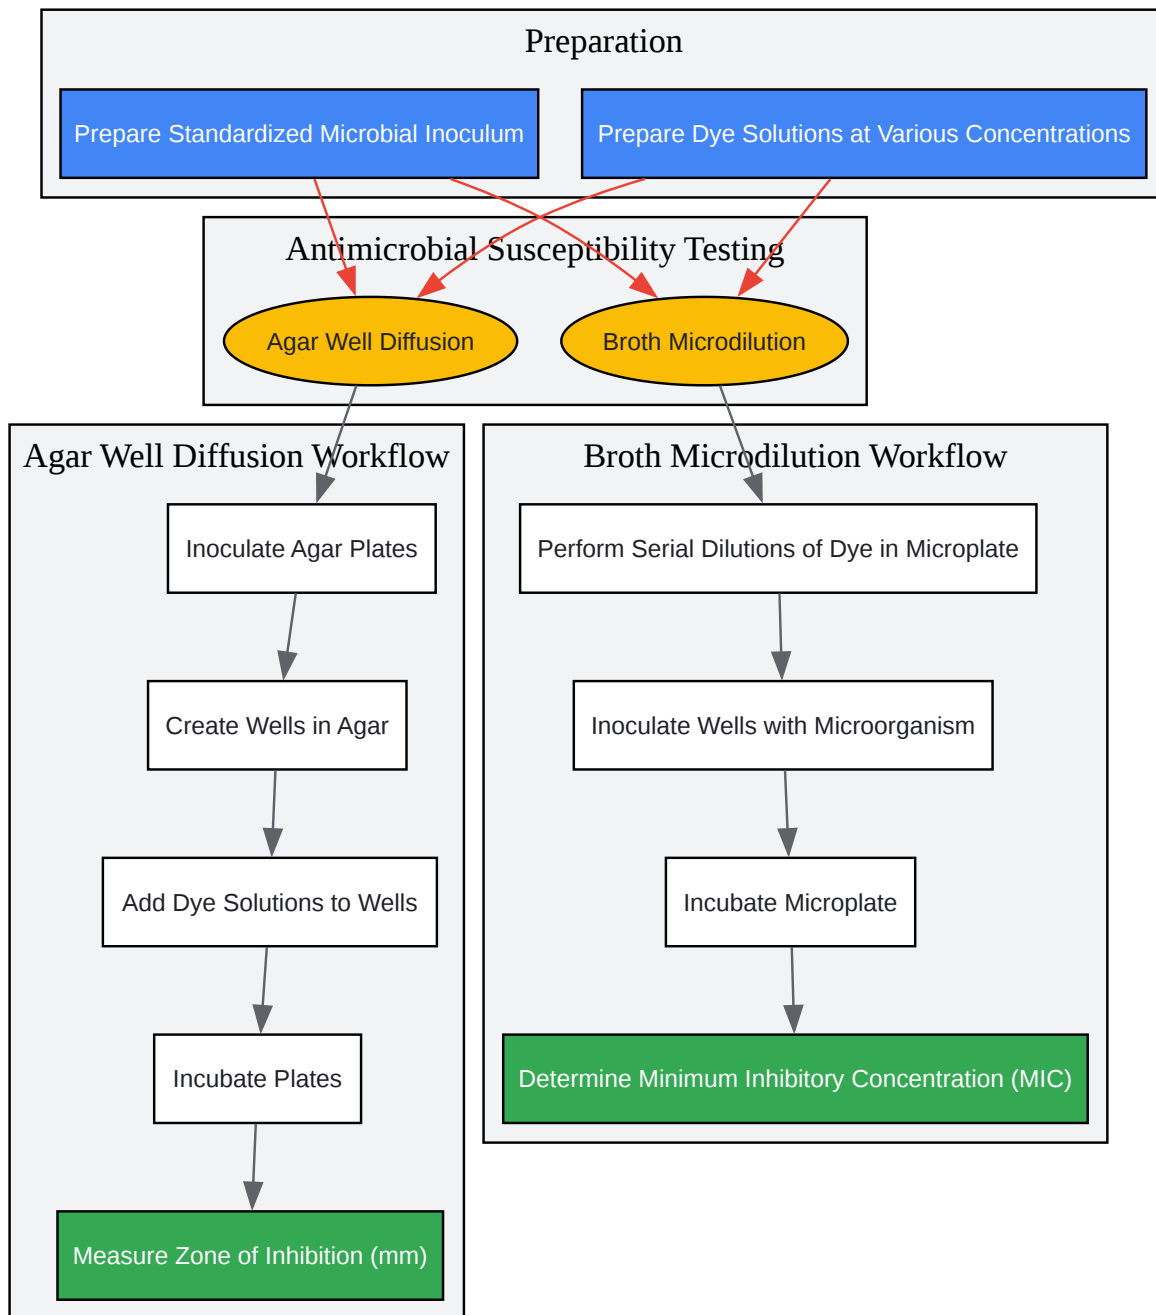 Preparation
Prepare Standardized Microbial Inoculum
Prepare Dye Solutions at Various Concentrations
Antimicrobial Susceptibility Testing
Agar Well Diffusion
Broth Microdilution
Agar Well Diffusion Workflow
Inoculate Agar Plates
Create Wells in Agar
Add Dye Solutions to Wells
Incubate Plates
Measure Zone of Inhibition (mm)
Broth Microdilution Workflow
Perform Serial Dilutions of Dye in Microplate
Inoculate Wells with Microorganism
Incubate Microplate
Determine Minimum Inhibitory Concentration (MIC)